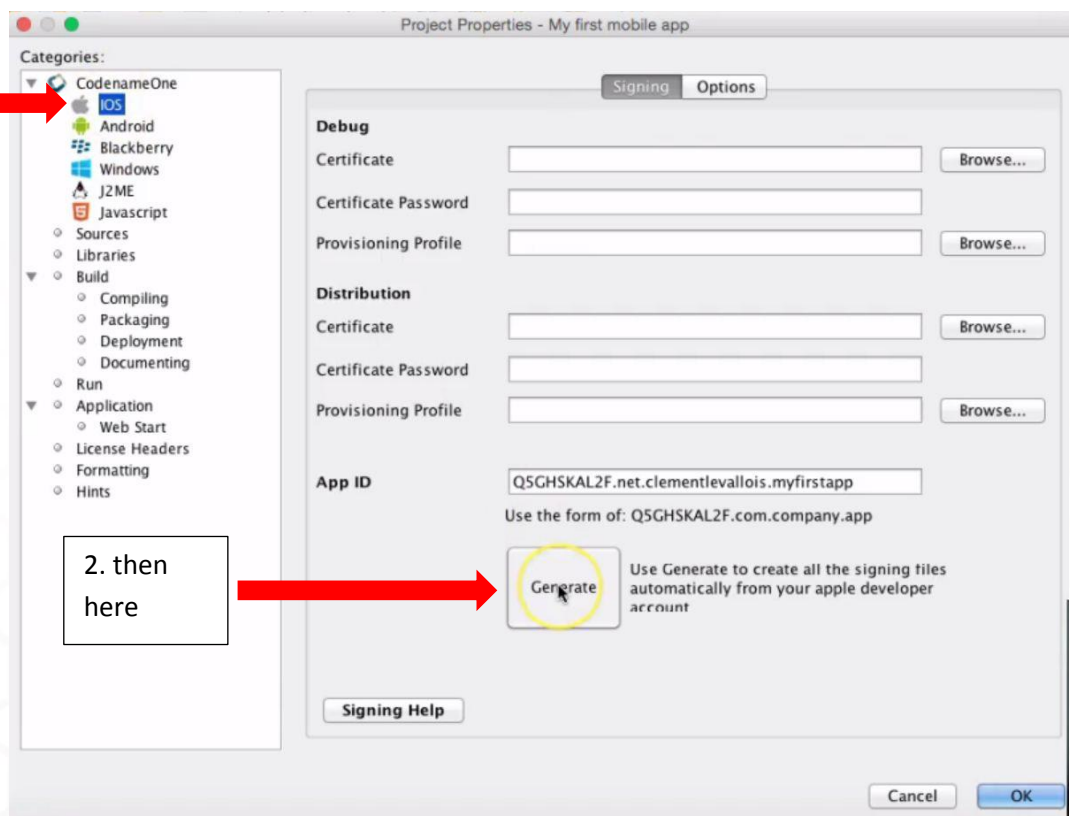 Project Properties - My first mobile app
Categories:
CodenameOne
IOS
Android
Blackberry
Windows
J2ME
Javascript
Sources
Libraries
Build
Compiling
Packaging
Deployment
Documenting
Run
Application
Web Start
License Headers
Formatting
Hints
2. then
here
Signing Options
Debug
Certificate Browse...
Certificate Password
Provisioning Profile Browse...
Distribution
Certificate Browse...
Certificate Password
Provisioning Profile Browse...
App ID Q5GHSKAL2F.net.clementlevallois.myfirstapp
Use the form of: Q5GHSKAL2F.com.company.app
Generate
Use Generate to create all the signing files
automatically from your apple developer
account
Signing Help
Cancel OK